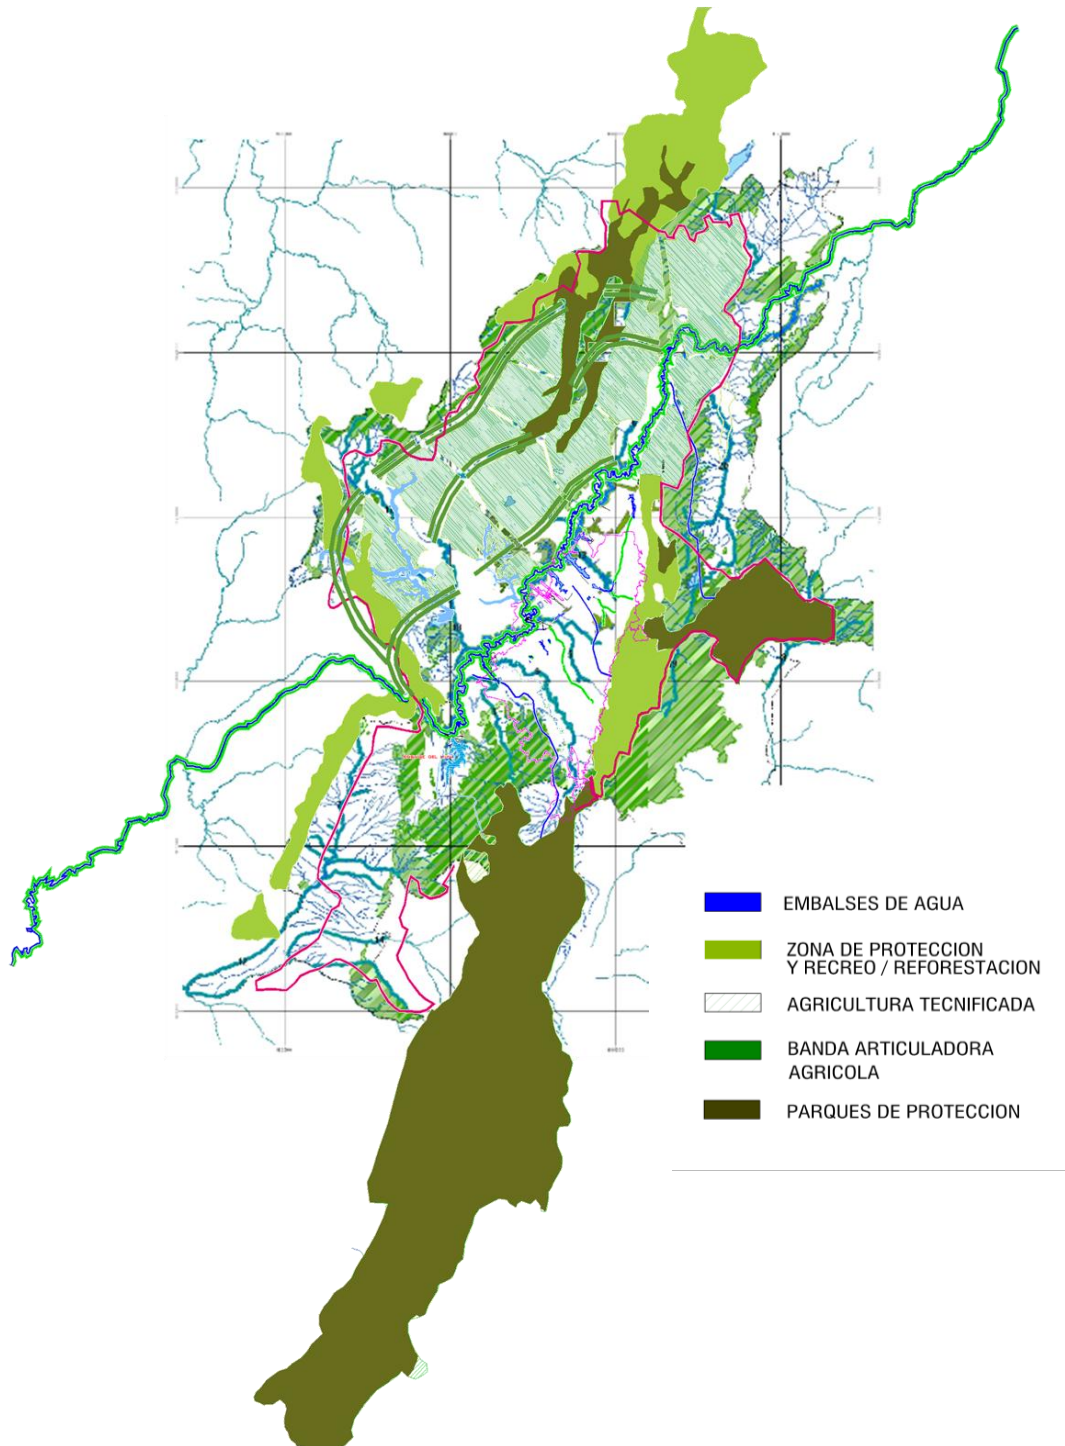 EMBALSES DE AGUA
ZONA DE PROTECCION
Y RECREO / REFORESTACION
AGRICULTURA TECNIFICADA
BANDA ARTICULADORA
AGRICOLA
PARQUES DE PROTECCION